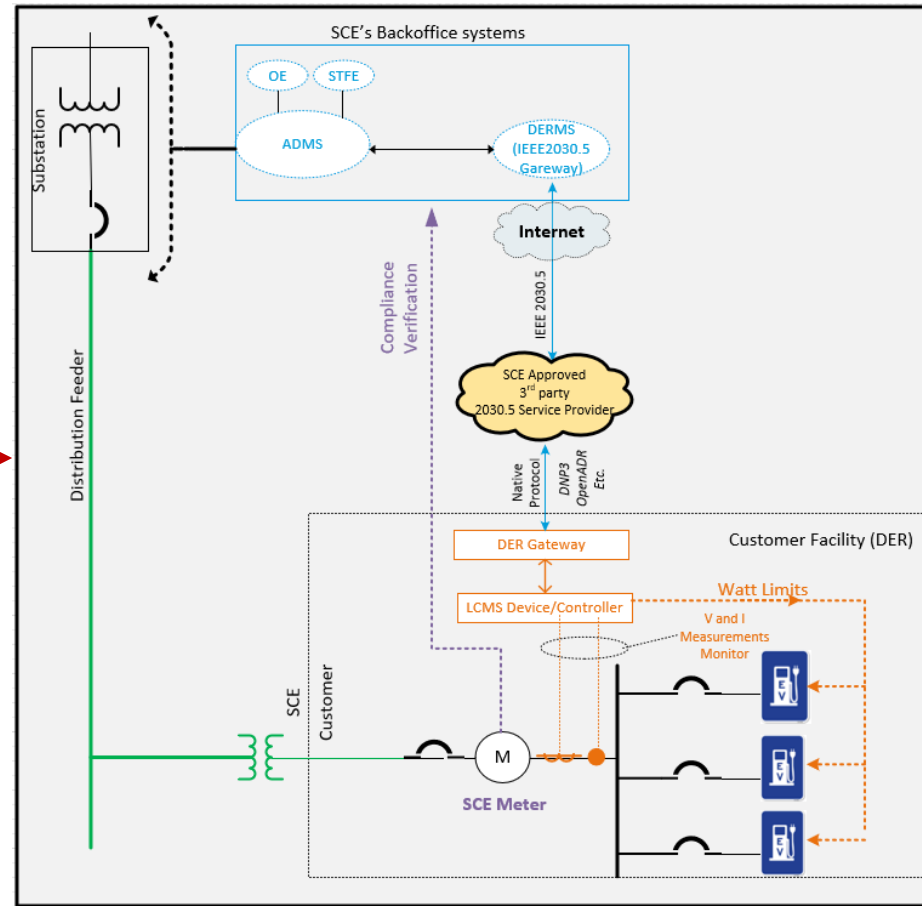 SCE's Backoffice systems
OE
STFE
ADMS
DERMS
(IEEE2030.5
Gareway)
Substation
Internet
Compliance
Verification
IEEE 2030.5
SCE Approved
3rd party
2030.5 Service Provider
Distribution Feeder
Native
Protocol
DNP3
OpenADR
Etc.
DER Gateway
Customer Facility (DER)
LCMS Device/Controller
Watt Limits
V and I
Measurements
Monitor
SCE
Customer
M
SCE Meter
EV
EV
EV